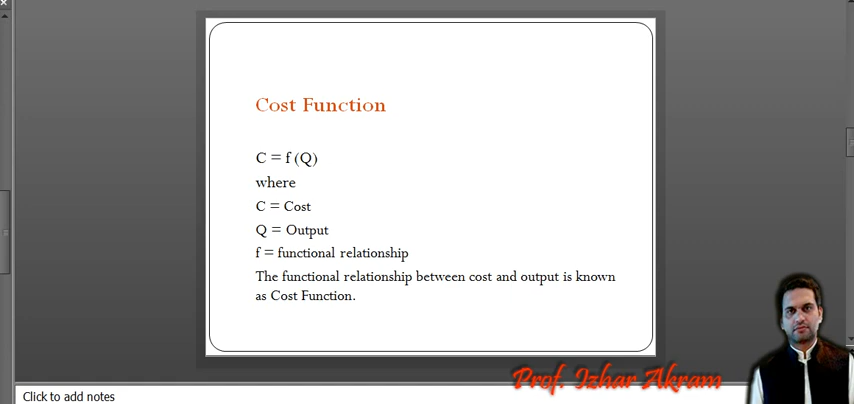 Cost Function
C = f (Q)
where
C = Cost
Q = Output
f = functional relationship
The functional relationship between cost and output is known
as Cost Function.
Prof. Izhar Akram
Click to add notes